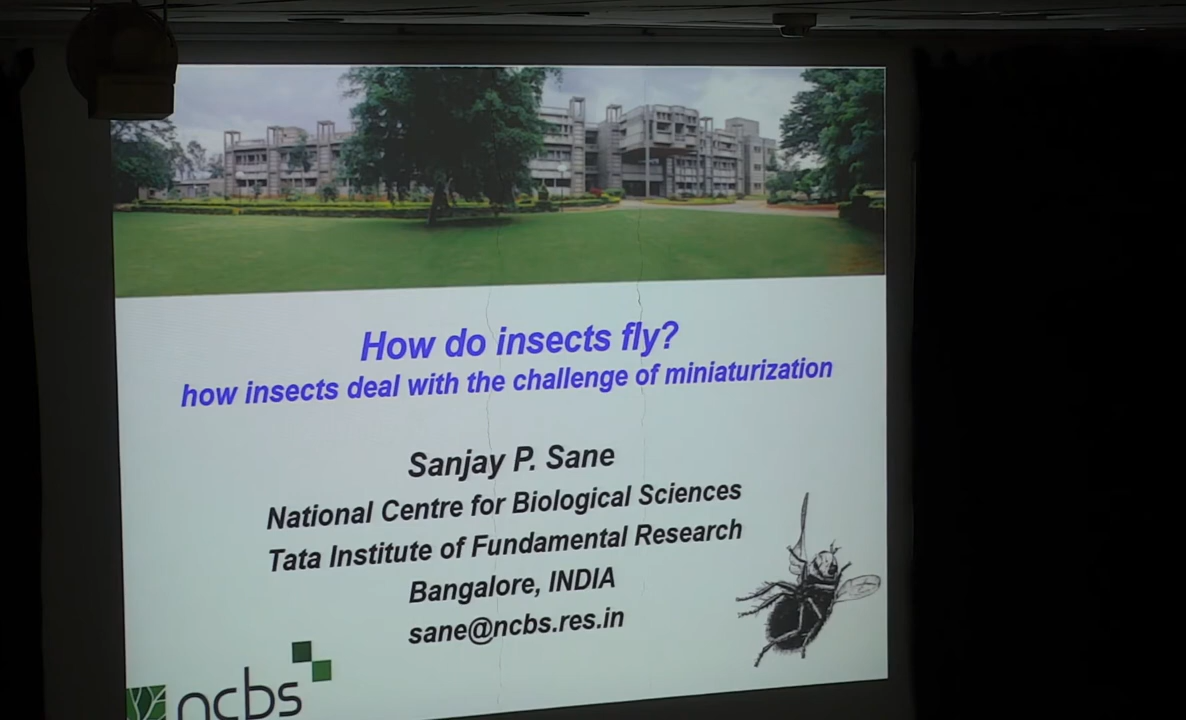 How do insects fly?
how insects deal with the challenge of miniaturization
Sanjay P. Sane
National Centre for Biological Sciences
Tata Institute of Fundamental Research
Bangalore, INDIA
sane@ncbs.res.in
ncbs